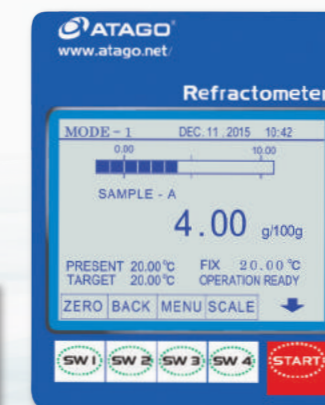 ATAGO®
www.atago.net/
Refractometer
MODE - 1 DEC. 11 .2015 10:42
0.00 10.00
SAMPLE - A
4.00 g/100g
PRESENT 20.00℃ FIX 20.00℃
TARGET 20.00℃ OPERATION READY
ZERO BACK MENU SCALE
SW 1 SW 2 SW 3 SW 4 START